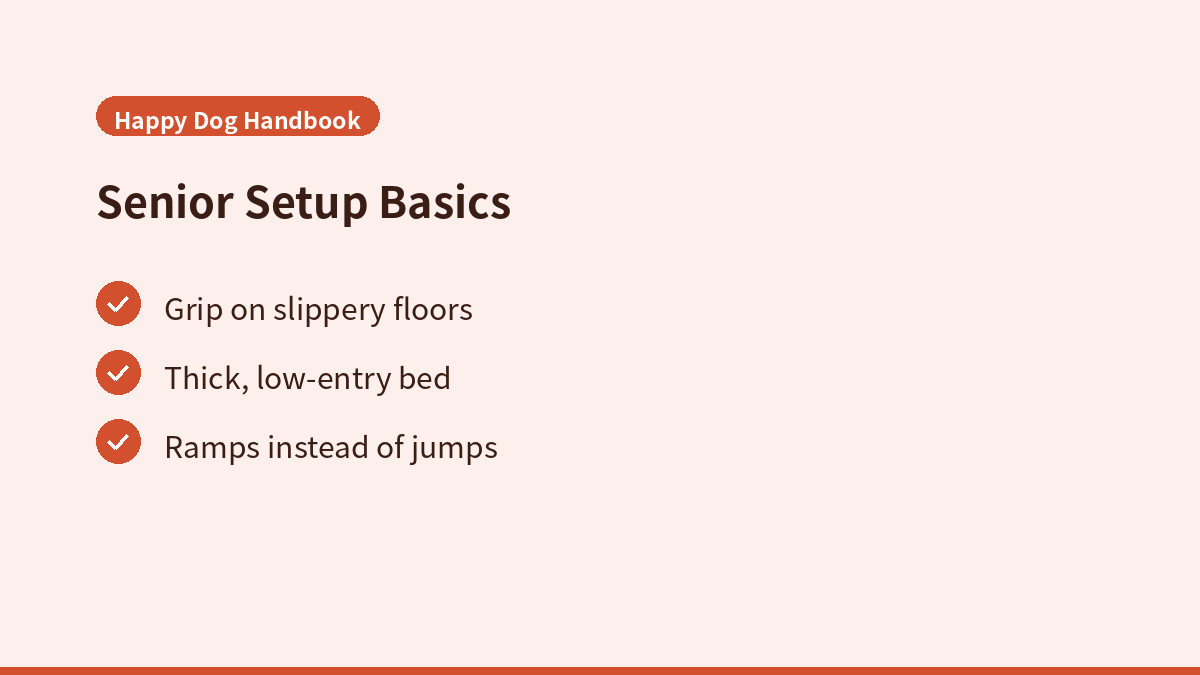 Happy Dog Handbook
Senior Setup Basics
Grip on slippery floors
Thick, low-entry bed
Ramps instead of jumps